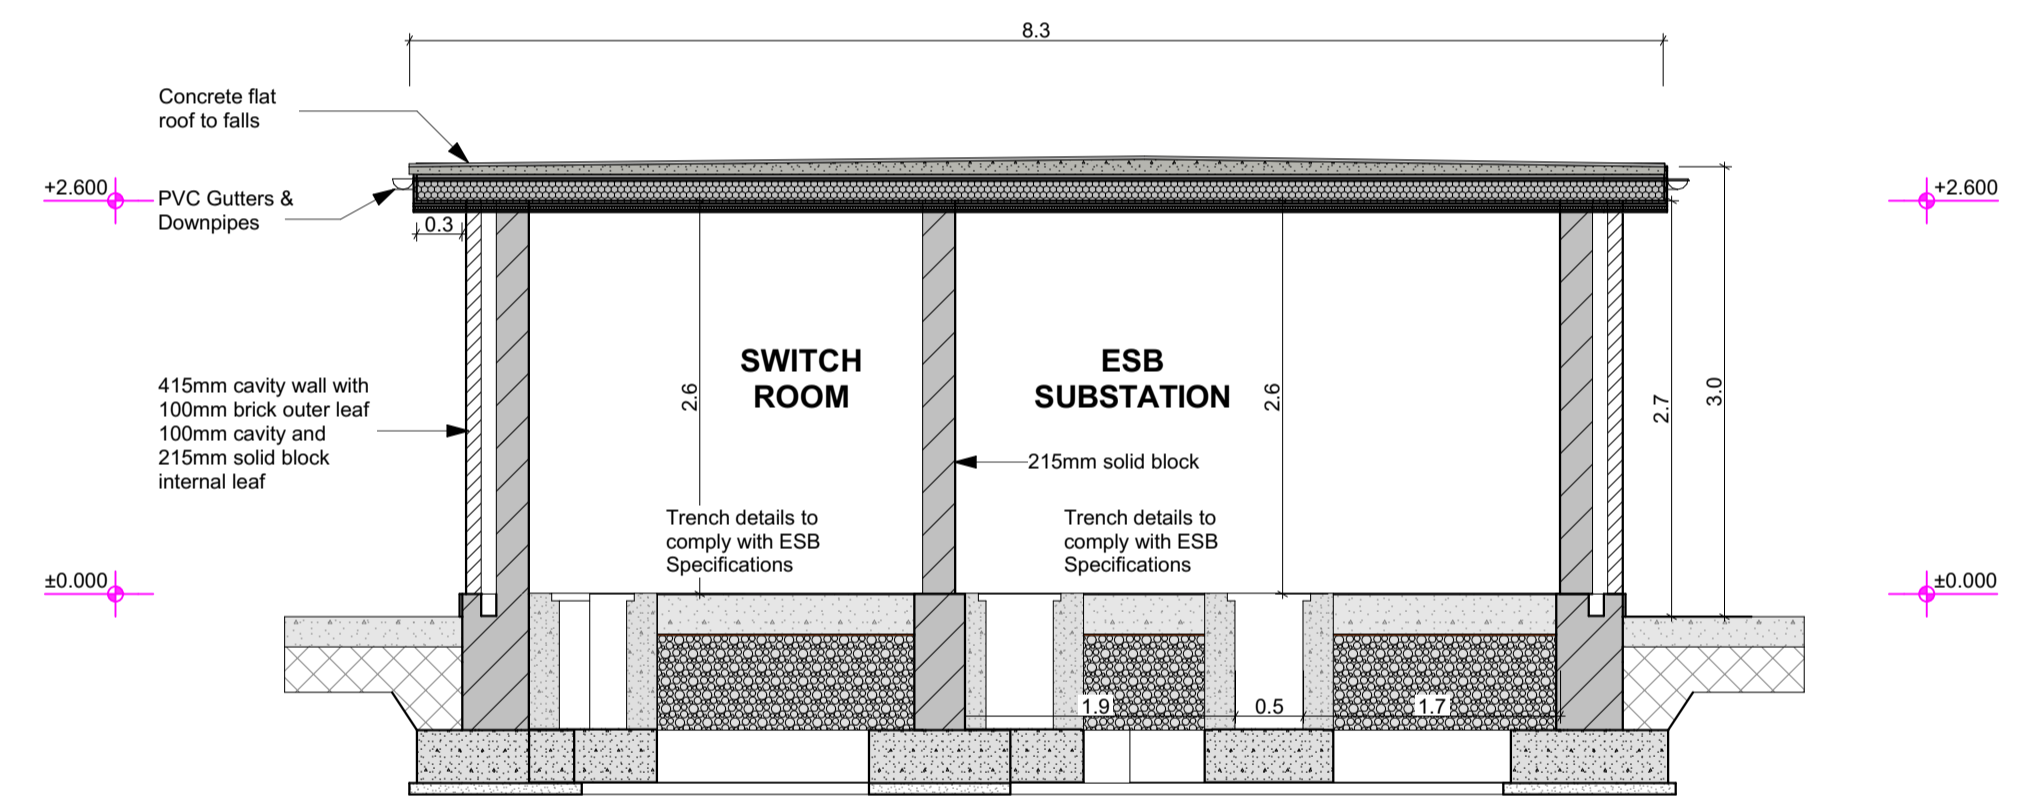 8.3
Concrete flat
roof to falls
+2.600
PVC Gutters &
Downpipes
+2.600
0.3
SWITCH
ROOM
ESB
SUBSTATION
2.6
2.6
2.7
3.0
415mm cavity wall with
100mm brick outer leaf
100mm cavity and
215mm solid block
internal leaf
215mm solid block
Trench details to
comply with ESB
Specifications
Trench details to
comply with ESB
Specifications
±0.000
±0.000
1.9
0.5
1.7